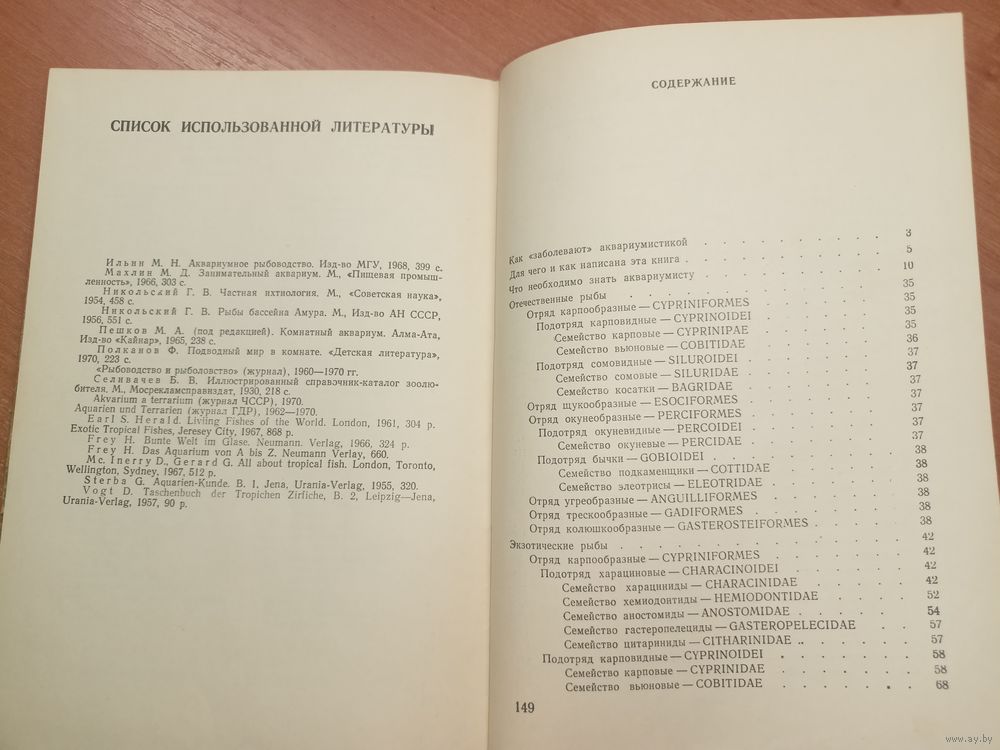 СПИСОК ИСПОЛЬЗОВАННОЙ ЛИТЕРАТУРЫ
Ильин М. Н. Аквариумное рыбоводство. Изд-во МГУ, 1968, 399 с.
Махлин М. Д. Занимательный аквариум. М., «Пищевая промыш-
ленность», 1966, 303 с.
Никольский Г. В. Частная ихтиология. М., «Советская наука»,
1954, 458 с.
Никольский Г. В. Рыбы бассейна Амура. М., Изд-во АН СССР,
1956, 551 с.
Пешков М. А. (под редакцией). Комнатный аквариум. Алма-Ата,
Изд-во «Кайнар», 1965, 238 с.
Полканов Ф. Подводный мир в комнате. «Детская литература»,
1970, 223 с.
«Рыбоводство и рыболовство» (журнал), 1960—1970 гг.
Селивачев Б. В. Иллюстрированный справочник-каталог зоолю-
бителя. М., Мосрекламсправиздат, 1930, 218 с.
Akvarium a terrarium (журнал ЧССР), 1970.
Aquarien und Terrarien (журнал ГДР), 1962—1970.
Earl S. Herald. Living Fishes of the World. London, 1961, 304 p.
Exotic Tropical Fishes, Jeresey City, 1967, 868 p.
Frey H. Bunte Welt im Glase. Neumann. Verlag, 1966, 324 p.
Frey H. Das Aquarium von A bis Z. Neumann Verlay, 660.
Mc. Inerry D., Gerard G. All about tropical fish. London, Toronto,
Wellington, Sydney, 1967, 512 p.
Sterba G. Aquarien-Kunde. B. 1, Jena, Urania-Verlag, 1955, 320.
Vogt D. Taschenbuch der Tropichen Zirfiche, B. 2, Leipzig—Jena,
Urania-Verlag, 1957, 90 p.
СОДЕРЖАНИЕ
Как «заболевают» аквариумистикой . . . . . . . . 3
Для чего и как написана эта книга . . . . . . . . 5
Что необходимо знать аквариумисту . . . . . . . . 10
Отечественные рыбы . . . . . . . . 35
Отряд карпообразные — CYPRINIFORMES . . . . . . 35
Подотряд карповидные — CYPRINOIDEI . . . . . . 35
Семейство карповые — CYPRINIPAE . . . . . . 35
Семейство вьюновые — COBITIDAE . . . . . . 36
Подотряд сомовидные — SILUROIDEI . . . . . . 37
Семейство сомовые — SILURIDAE . . . . . . 37
Семейство косатки — BAGRIDAE . . . . . . 37
Отряд щукообразные — ESOCIFORMES . . . . . . 37
Отряд окунеобразные — PERCIFORMES . . . . . . 37
Подотряд окуневидные — PERCOIDEI . . . . . . 37
Семейство окуневые — PERCIDAE . . . . . . 37
Подотряд бычки — GOBIOIDEI . . . . . . 38
Семейство подкаменщики — COTTIDAE . . . . . 38
Семейство элеотрисы — ELEOTRIDAE . . . . . 38
Отряд угреобразные — ANGUILLIFORMES . . . . . 38
Отряд трескообразные — GADIFORMES . . . . . 38
Отряд колюшкообразные — GASTEROSTEIFORMES . . . . 38
Экзотические рыбы . . . . . . . . 42
Отряд карпообразные — CYPRINIFORMES . . . . . 42
Подотряд харациновые — CHARACINOIDEI . . . . . 42
Семейство харациниды — CHARACINIDAE . . . . . 42
Семейство хемиодонтиды — HEMIODONTIDAE . . . . 52
Семейство аностомиды — ANOSTOMIDAE . . . . . 54
Семейство гастеропелециды — GASTEROPELECIDAE . . 57
Семейство цитариниды — CITHARINIDAE . . . . . 57
Подотряд карповидные — CYPRINOIDEI . . . . . . 58
Семейство карповые — CYPRINIDAE . . . . . . 58
Семейство вьюновые — COBITIDAE . . . . . . 68
149
www.ay.by